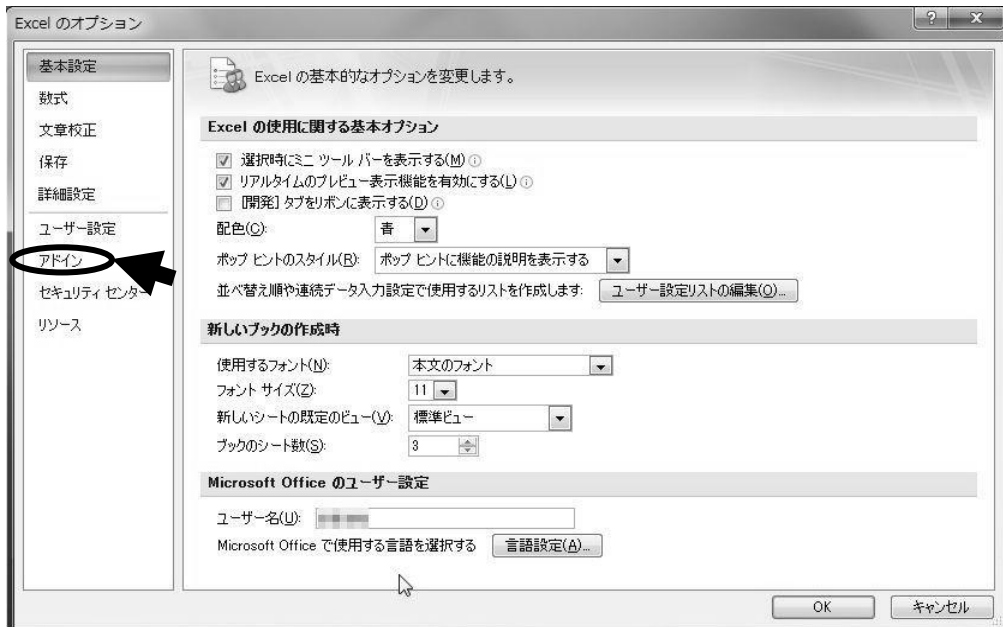 Excel のオプション
基本設定
数式
文章校正
保存
詳細設定
ユーザー設定
アドイン
セキュリティ センター
リソース
Excel の基本的なオプションを変更します。
Excel の使用に関する基本オプション
選択時にミニ ツール バーを表示する(M)
リアルタイムのプレビュー表示機能を有効にする(L)
[開発] タブをリボンに表示する(D)
配色(C): 青
ポップ ヒントのスタイル(R): ポップ ヒントに機能の説明を表示する
並べ替え順や連続データ入力設定で使用するリストを作成します: ユーザー設定リストの編集(O)...
新しいブックの作成時
使用するフォント(N): 本文のフォント
フォント サイズ(Z): 11
新しいシートの既定のビュー(V): 標準ビュー
ブックのシート数(S): 3
Microsoft Office のユーザー設定
ユーザー名(U):
Microsoft Office で使用する言語を選択する 言語設定(A)...
OK キャンセル